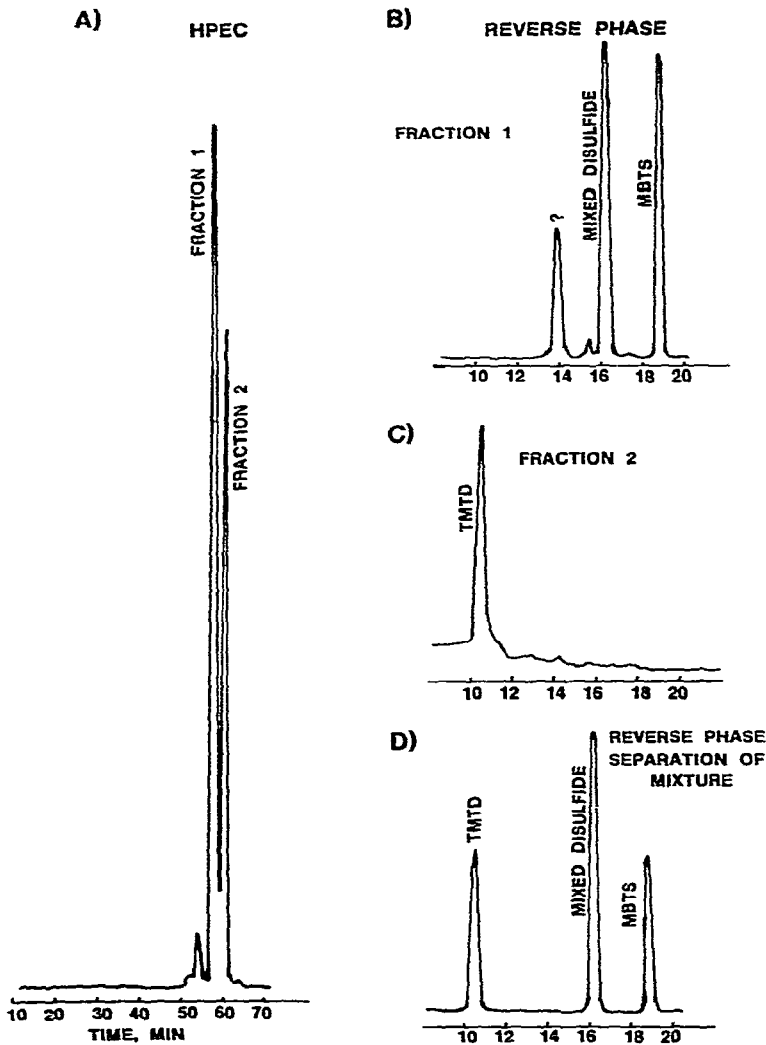 A)
HPEC
FRACTION 1
FRACTION 2
10 20 30 40 50 60 70
TIME, MIN
B)
REVERSE PHASE
FRACTION 1
?
MIXED DISULFIDE
MBTS
10 12 14 16 18 20
C)
FRACTION 2
TMTD
10 12 14 16 18 20
D)
REVERSE PHASE
SEPARATION OF
MIXTURE
TMTD
MIXED DISULFIDE
MBTS
10 12 14 16 18 20